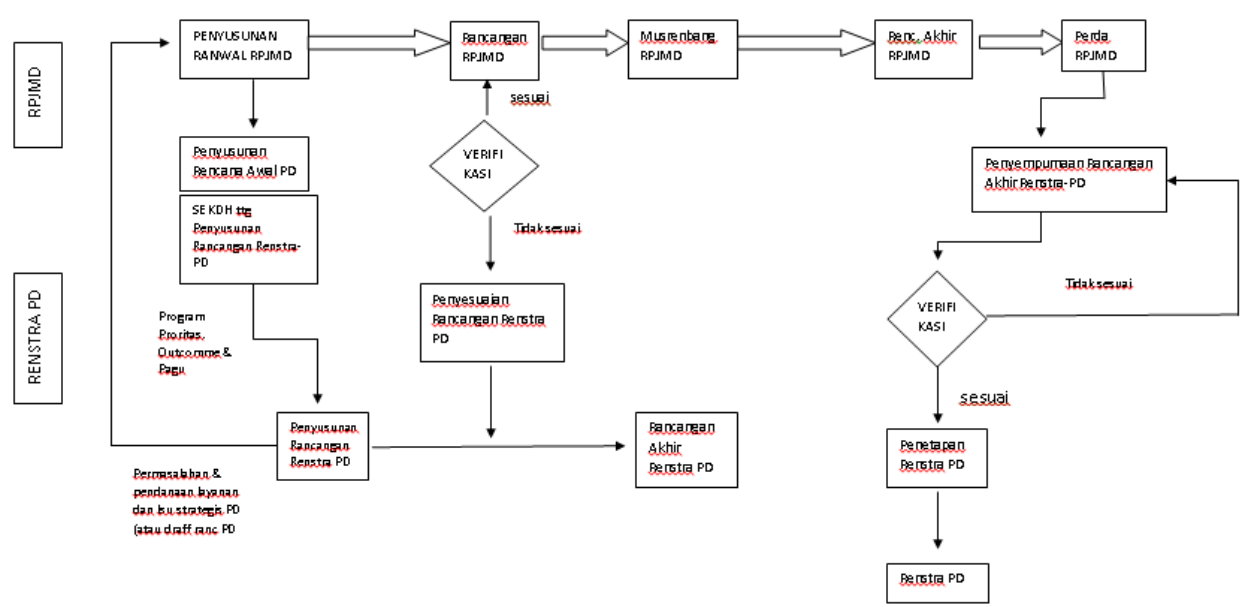 RPJMD
PENYUSUNAN
RANWAL RPJMD
Rancangan
RPJMD
Musrenbang
RPJMD
Renc. Akhir
RPJMD
Perda
RPJMD
sesuai
VERIFI
KASI
Tidak sesuai
Penyusunan
Rencana Awal PD
SEKDH ttg
Penyusunan
Rancangan Renstra-
PD
Penyempurnaan Rancangan
Akhir Renstra-PD
RENSTRA PD
Program
Proritas,
Outcomme &
Pagu
Penyesuaian
Rancangan Renstra
PD
Tidak sesuai
VERIFI
KASI
sesuai
Penyusunan
Rancangan
Renstra PD
Rancangan
Akhir
Renstra PD
Penetapan
Renstra PD
Permasalahan &
pendanaan layanan
dan Isu strategis PD
(atau draff ranc PD
Renstra PD